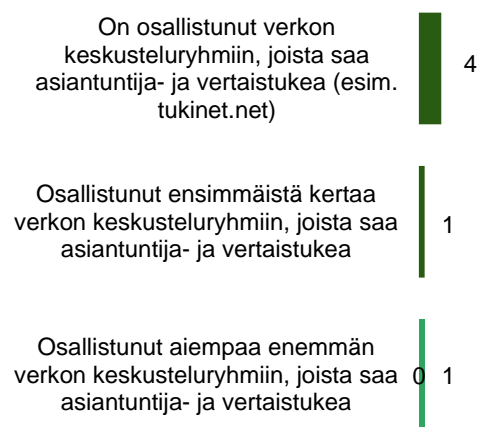 On osallistunut verkon
keskusteluryhmiin, joista saa
asiantuntija- ja vertaistukea (esim.
tukinet.net)
4
Osallistunut ensimmäistä kertaa
verkon keskusteluryhmiin, joista saa
asiantuntija- ja vertaistukea
1
Osallistunut aiempaa enemmän
verkon keskusteluryhmiin, joista saa
asiantuntija- ja vertaistukea
0 1